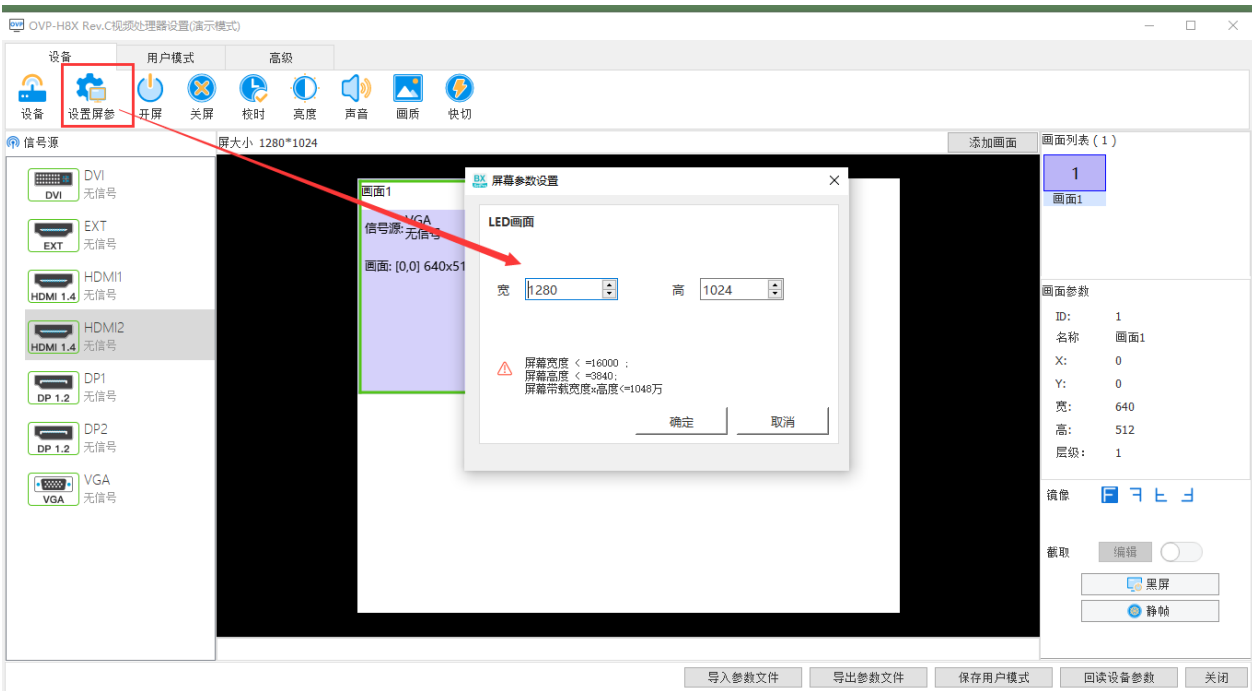 OVP OVP-H8X Rev.C视频处理器设置(演示模式)
设备 用户模式 高级
设备 设置屏参 开屏 关屏 校时 亮度 声音 画质 快切
信号源
屏大小 1280*1024
添加画面
DVI
DVI 无信号
EXT
EXT 无信号
HDMI1
HDMI 1.4 无信号
HDMI2
HDMI 1.4 无信号
DP1
DP 1.2 无信号
DP2
DP 1.2 无信号
VGA
VGA 无信号
画面1
信号源: VGA
无信号
画面: [0,0] 640x51
BX 屏幕参数设置
LED画面
宽 1280 高 1024
屏幕宽度 < =16000 ;
屏幕高度 < =3840;
屏幕带载宽度x高度<=1048万
确定 取消
画面列表 ( 1 )
1
画面1
画面参数
ID: 1
名称 画面1
X: 0
Y: 0
宽: 640
高: 512
层级: 1
镜像
截取 编辑
黑屏
静帧
导入参数文件 导出参数文件 保存用户模式 回读设备参数 关闭